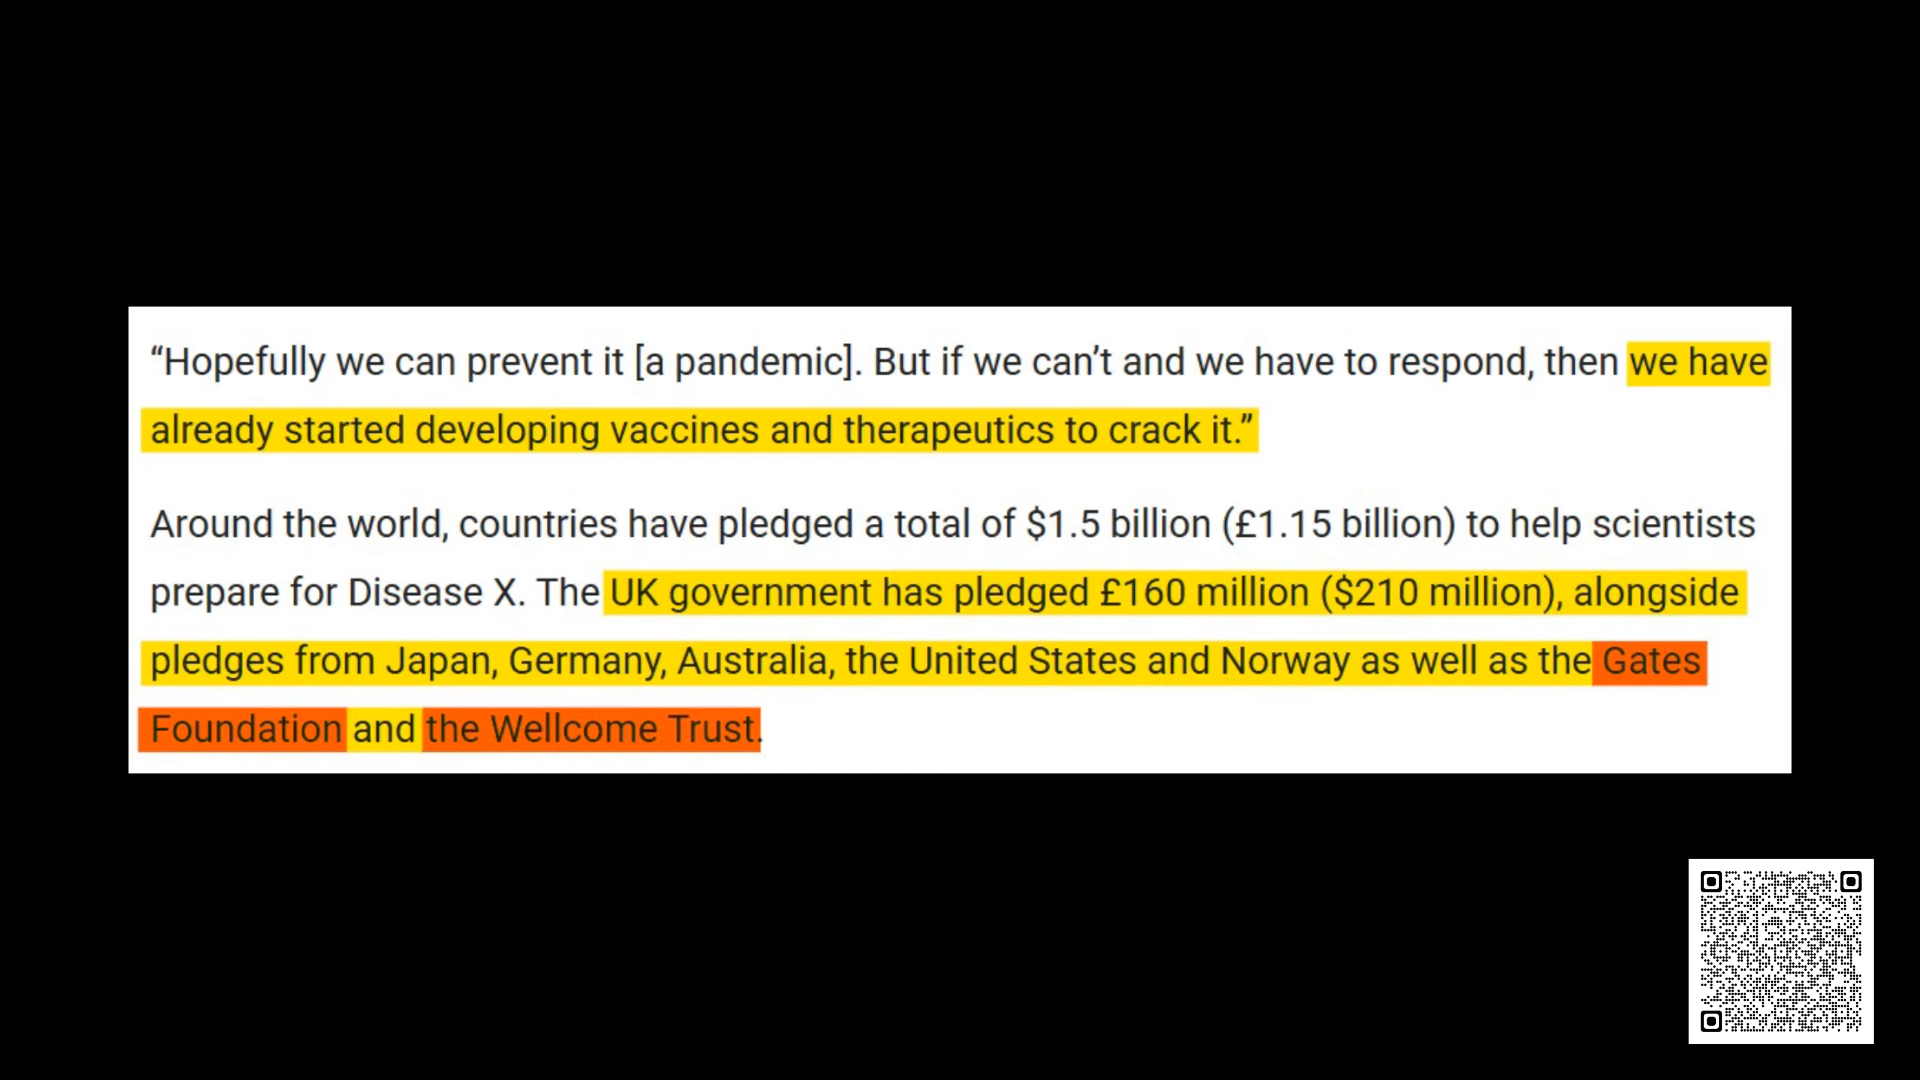 “Hopefully we can prevent it [a pandemic]. But if we can’t and we have to respond, then we have
already started developing vaccines and therapeutics to crack it.”
Around the world, countries have pledged a total of $1.5 billion (£1.15 billion) to help scientists
prepare for Disease X. The UK government has pledged £160 million ($210 million), alongside
pledges from Japan, Germany, Australia, the United States and Norway as well as the Gates
Foundation and the Wellcome Trust.